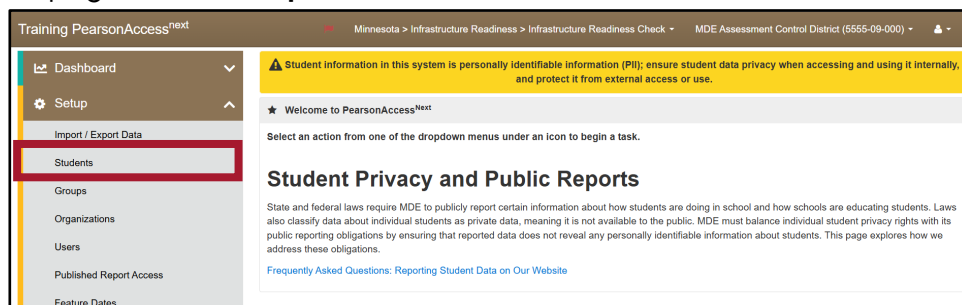 Training PearsonAccessnext
Minnesota > Infrastructure Readiness > Infrastructure Readiness Check
MDE Assessment Control District (5555-09-000)
Dashboard
Setup
Import / Export Data
Students
Groups
Organizations
Users
Published Report Access
Feature Dates
Student information in this system is personally identifiable information (PII); ensure student data privacy when accessing and using it internally,
and protect it from external access or use.
Welcome to PearsonAccessNext
Select an action from one of the dropdown menus under an icon to begin a task.
Student Privacy and Public Reports
State and federal laws require MDE to publicly report certain information about how students are doing in school and how schools are educating students. Laws
also classify data about individual students as private data, meaning it is not available to the public. MDE must balance individual student privacy rights with its
public reporting obligations by ensuring that reported data does not reveal any personally identifiable information about students. This page explores how we
address these obligations.
Frequently Asked Questions: Reporting Student Data on Our Website